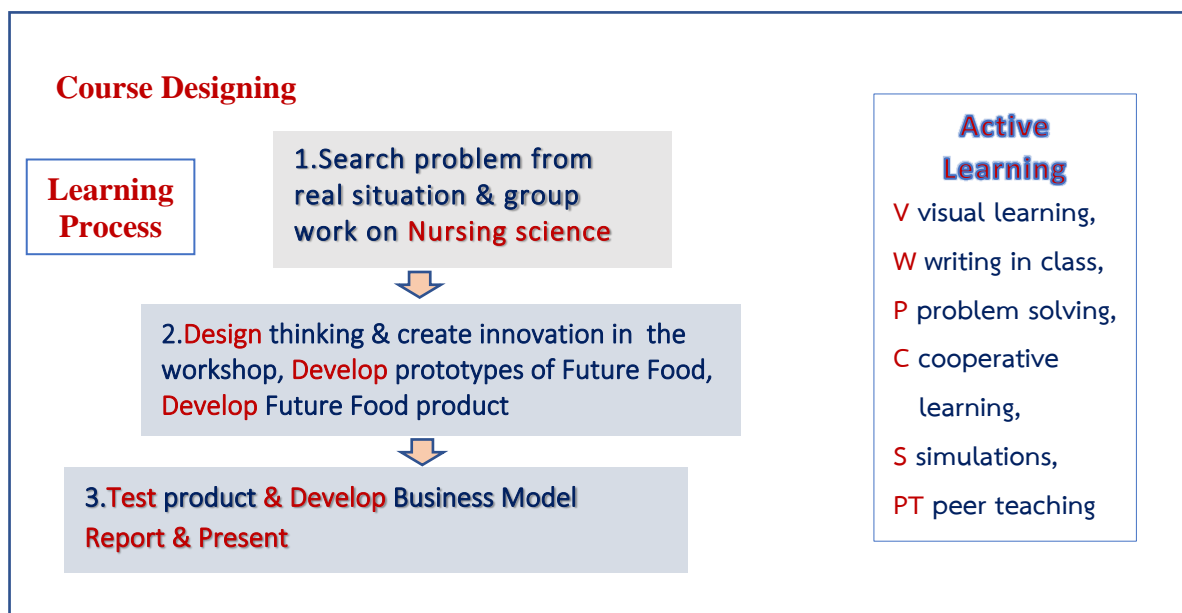 Course Designing
Learning
Process
1.Search problem from
real situation & group
work on Nursing science
2.Design thinking & create innovation in the
workshop, Develop prototypes of Future Food,
Develop Future Food product
3.Test product & Develop Business Model
Report & Present
Active
Learning
V visual learning,
W writing in class,
P problem solving,
C cooperative
learning,
S simulations,
PT peer teaching